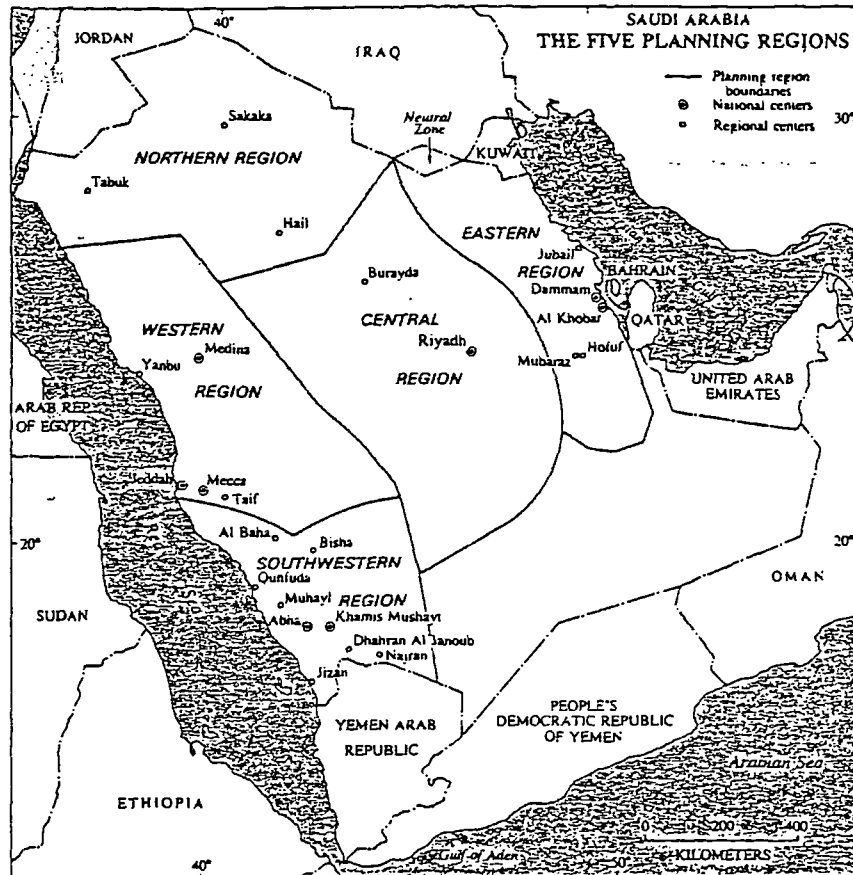 SAUDI ARABIA
THE FIVE PLANNING REGIONS
Planning region
boundaries
National centers
Regional centers
40°
JORDAN
IRAQ
30°
Sakaka
Neutral
Zone
KUWAIT
NORTHERN REGION
Tabuk
Hail
EASTERN
REGION
Jubail
Burayda
BAHRAIN
Dammam
CENTRAL
REGION
Al Khobar
QATAR
WESTERN
REGION
Medina
Riyadh
Hofuf
Mubaraz
Yanbu
UNITED ARAB
EMIRATES
ARAB REP.
OF EGYPT
Jeddah
Mecca
Taif
Al Baha
Bisha
20°
20°
SOUTHWESTERN
REGION
Qunfuda
OMAN
Muhayl
SUDAN
Abha
Khamis Mushayt
Dhahran Al Janoub
Najran
Jizan
PEOPLE'S
DEMOCRATIC REPUBLIC
OF YEMEN
YEMEN ARAB
REPUBLIC
Arabian Sea
ETHIOPIA
0 200 400
KILOMETERS
40°
Gulf of Aden
50°